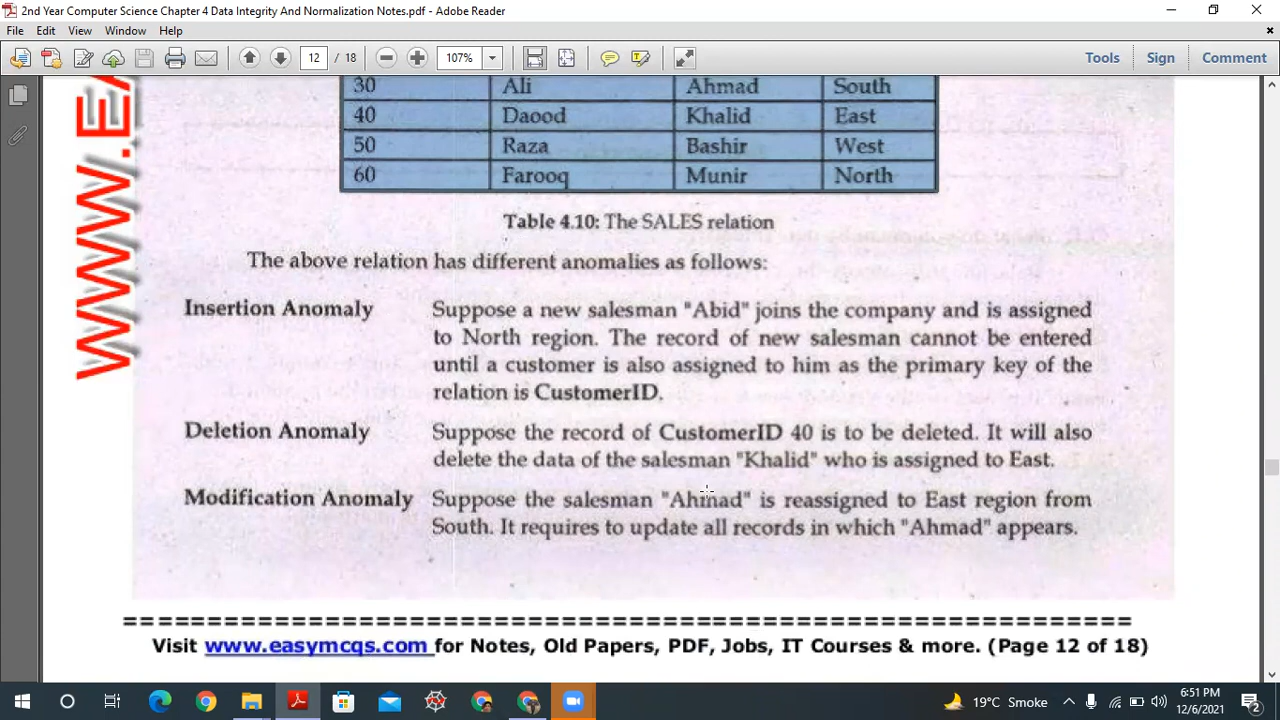 2nd Year Computer Science Chapter 4 Data Integrity And Normalization Notes.pdf - Adobe Reader
File Edit View Window Help
12 / 18 107% Tools Sign Comment
WWW.E
30 Ali Ahmad South
40 Daood Khalid East
50 Raza Bashir West
60 Farooq Munir North
Table 4.10: The SALES relation
The above relation has different anomalies as follows:
Insertion Anomaly Suppose a new salesman "Abid" joins the company and is assigned
to North region. The record of new salesman cannot be entered
until a customer is also assigned to him as the primary key of the
relation is CustomerID.
Deletion Anomaly Suppose the record of CustomerID 40 is to be deleted. It will also
delete the data of the salesman "Khalid" who is assigned to East.
Modification Anomaly Suppose the salesman "Ahmad" is reassigned to East region from
South. It requires to update all records in which "Ahmad" appears.
==========================================================
Visit www.easymcqs.com for Notes, Old Papers, PDF, Jobs, IT Courses & more. (Page 12 of 18)
19°C Smoke
6:51 PM
12/6/2021
2